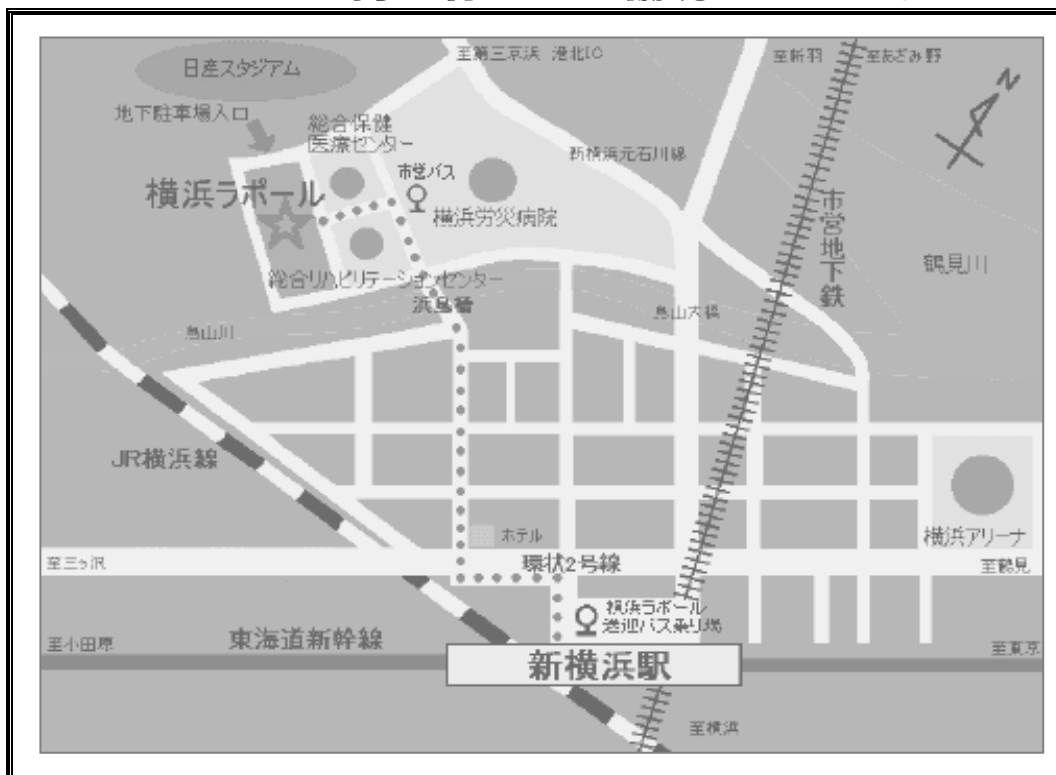 至第三京浜 港北IC
至新羽
至あざみ野
日産スタジアム
N
地下駐車場入口
総合保健
医療センター
新横浜元石川線
市営バス
横浜ラポール
横浜労災病院
市営地下鉄
鶴見川
総合リハビリテーションセンター
浜鳥橋
鳥山川
鳥山大橋
JR横浜線
ホテル
横浜アリーナ
至三ッ沢
環状2号線
至鶴見
横浜ラポール
送迎バス乗り場
至小田原
東海道新幹線
至東京
新横浜駅
至横浜